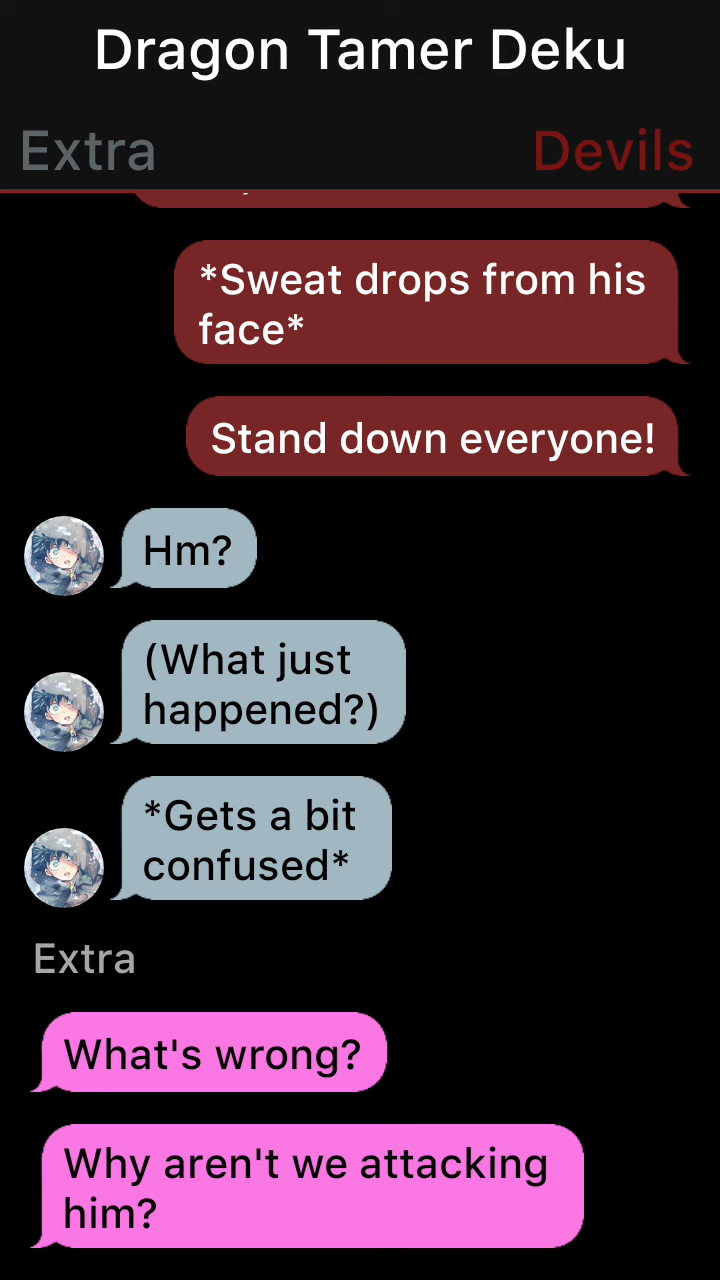 Dragon Tamer Deku
Extra
Devils
*Sweat drops from his
face*
Stand down everyone!
Hm?
(What just
happened?)
*Gets a bit
confused*
Extra
What's wrong?
Why aren't we attacking
him?